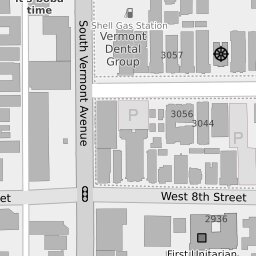 It's boba
time
Shell Gas Station
Vermont
Dental
Group
3057
South Vermont Avenue
P
3056
3044
P
et
West 8th Street
2936
First Unitarian